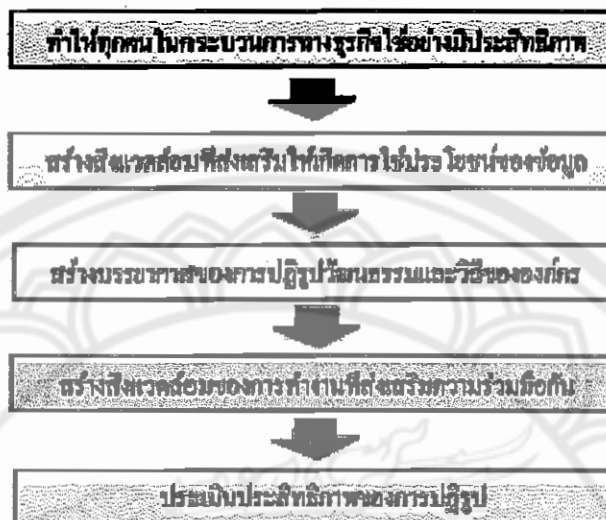 ทำให้ทุกคนในกระบวนการทางธุรกิจใช้อย่างมีประสิทธิภาพ
สร้างสิ่งแวดล้อมที่ส่งเสริมให้เกิดการใช้ประโยชน์ของข้อมูล
สร้างบรรยากาศของการปฏิรูปวัฒนธรรมและวิถีขององค์กร
สร้างสิ่งแวดล้อมของการทำงานที่ส่งเสริมความร่วมมือกัน
ประเมินประสิทธิภาพของการปฏิรูป